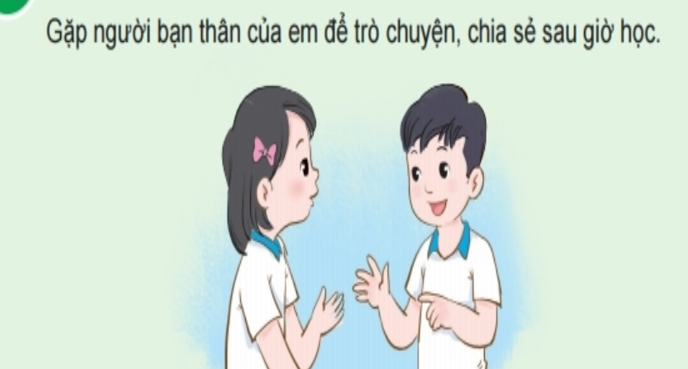 Gặp người bạn thân của em để trò chuyện, chia sẻ sau giờ học.